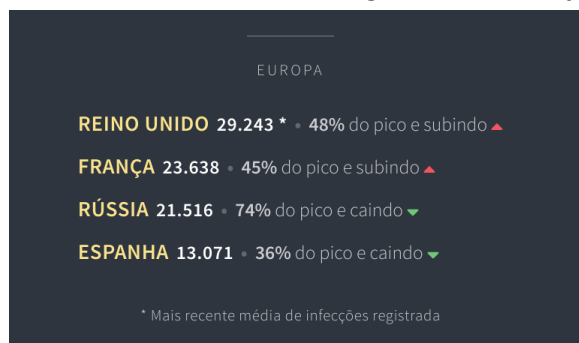 EUROPA
REINO UNIDO 29.243 * • 48% do pico e subindo
FRANÇA 23.638 • 45% do pico e subindo
RÚSSIA 21.516 • 74% do pico e caindo
ESPANHA 13.071 • 36% do pico e caindo
* Mais recente média de infecções registrada